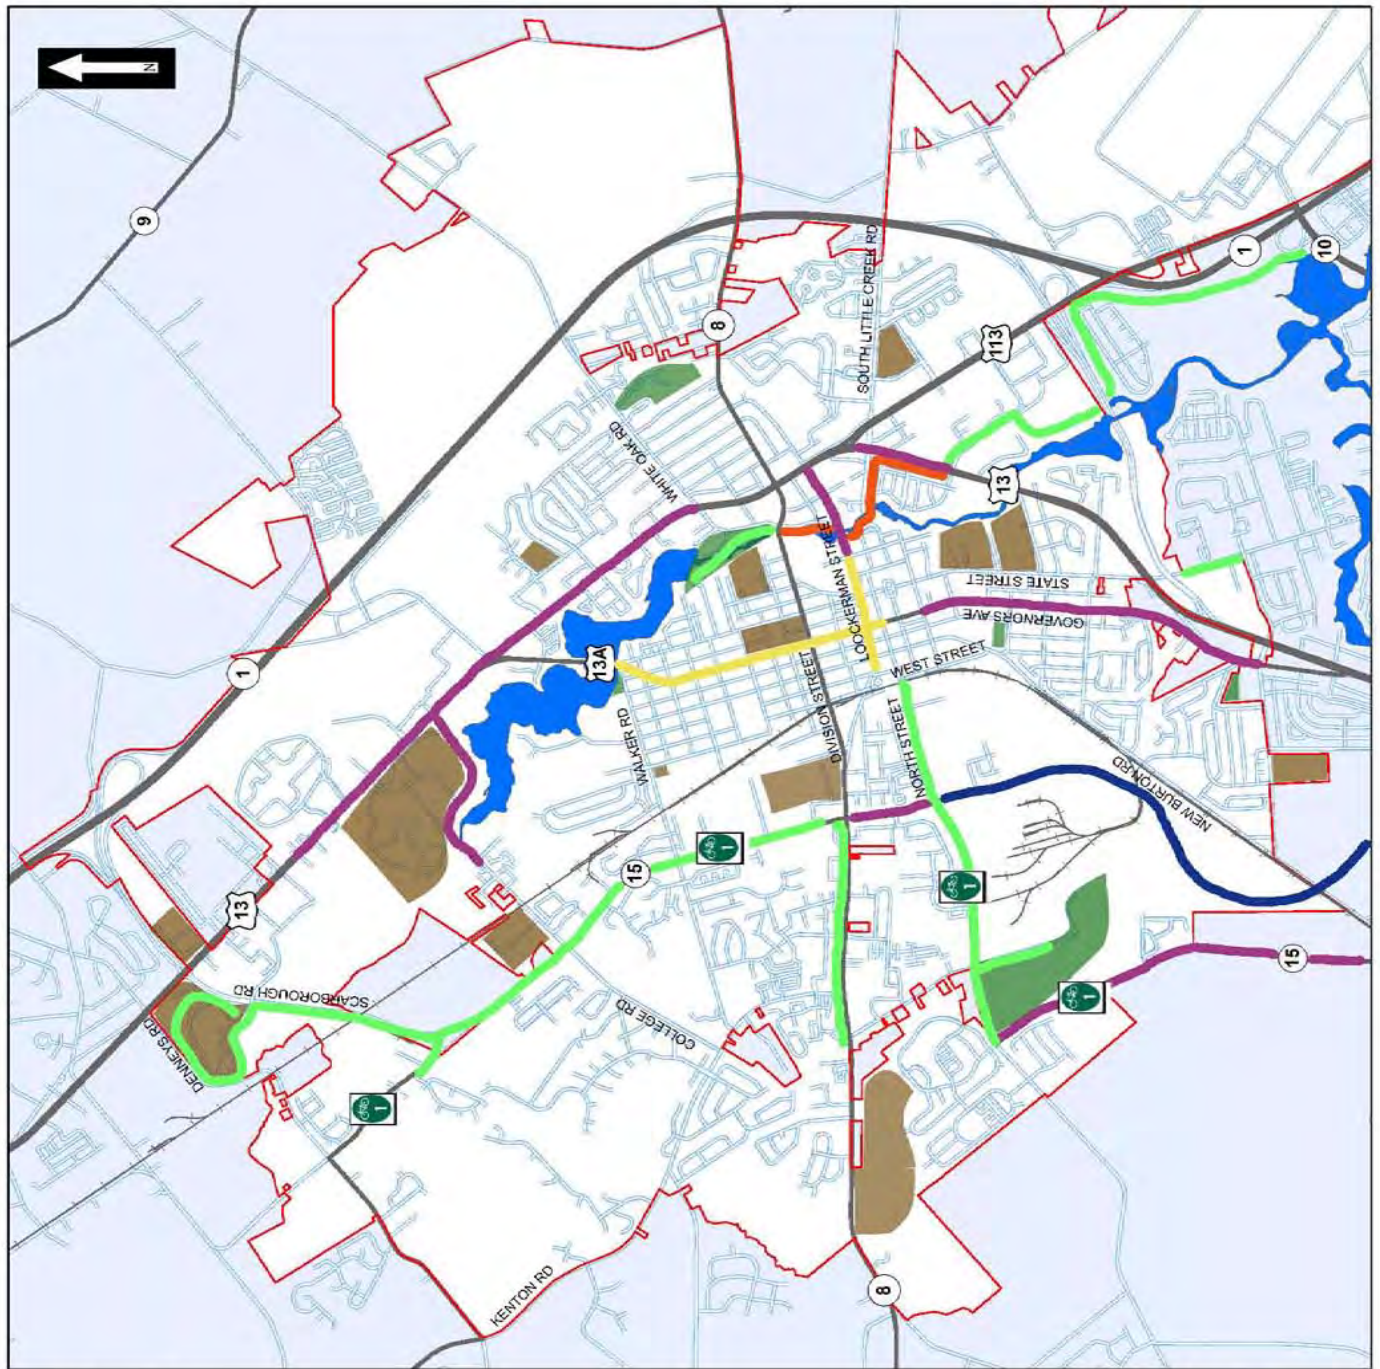 N
9
1
8
SOUTH LITTLE CREEK RD
1
10
113
WHITE OAK RD
13
LOOCKERMAN STREET
STATE STREET
GOVERNORS AVE
13A
WEST STREET
DIVISION STREET
WALKER RD
NORTH STREET
NEW BURTON RD
1
15
13
1
15
1
SCARBOROUGH RD
DENNEYS RD
COLLEGE RD
1
KENTON RD
8